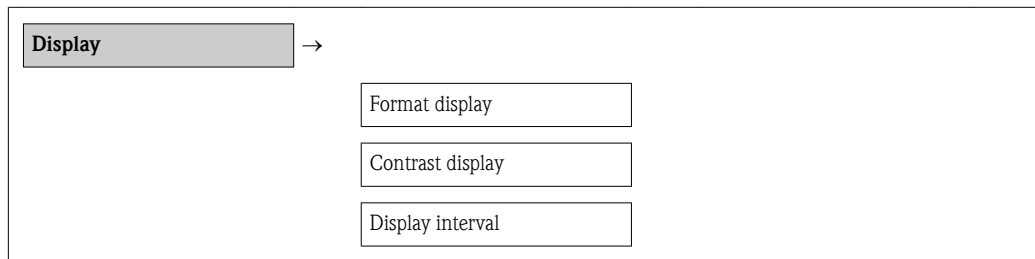 Display →
Format display
Contrast display
Display interval